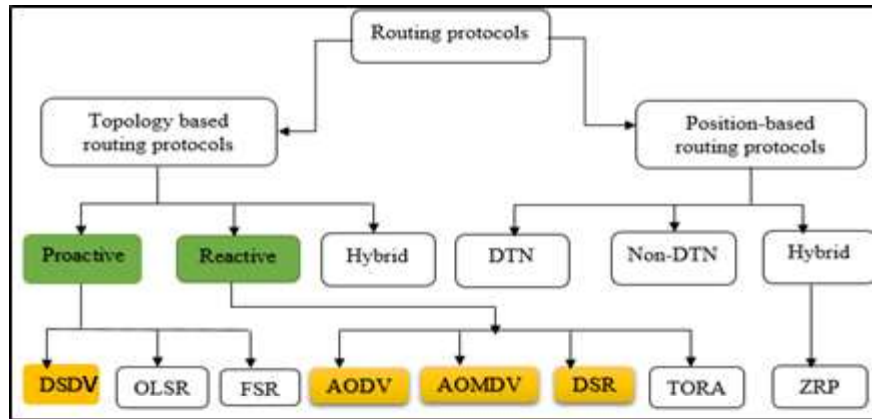 Routing protocols
Topology based
routing protocols
Position-based
routing protocols
Proactive
Reactive
Hybrid
DTN
Non-DTN
Hybrid
DSDV
OLSR
FSR
AODV
AOMDV
DSR
TORA
ZRP